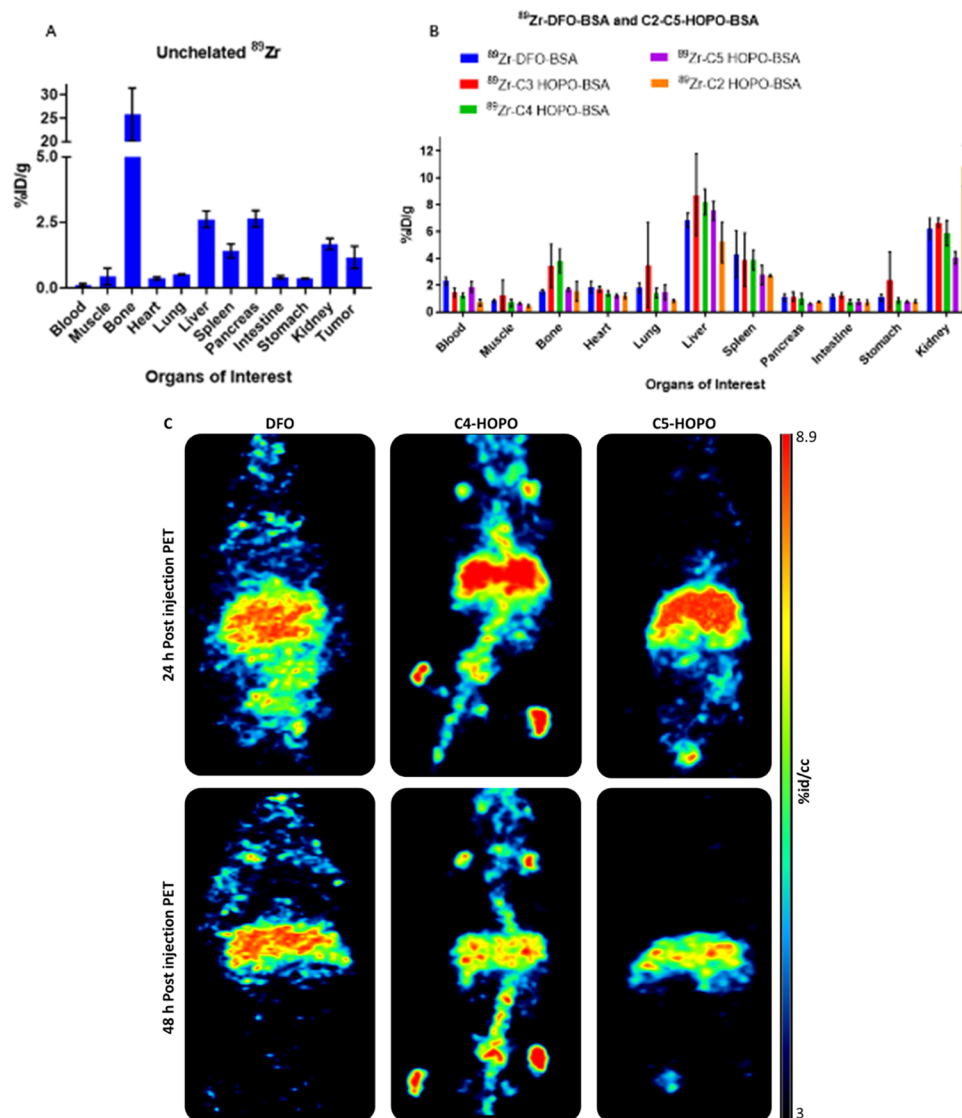 A
Unchelated ⁸⁹Zr
%ID/g
30
25
20
5.0
2.5
0.0
Blood
Muscle
Bone
Heart
Lung
Liver
Spleen
Pancreas
Intestine
Stomach
Kidney
Tumor
Organs of Interest
B
⁸⁹Zr-DFO-BSA and C2-C5-HOPO-BSA
⁸⁹Zr-DFO-BSA
⁸⁹Zr-C3 HOPO-BSA
⁸⁹Zr-C4 HOPO-BSA
⁸⁹Zr-C5 HOPO-BSA
⁸⁹Zr-C2 HOPO-BSA
%ID/g
12
10
8
6
4
2
0
Blood
Muscle
Bone
Heart
Lung
Liver
Spleen
Pancreas
Intestine
Stomach
Kidney
Organs of Interest
C
DFO
C4-HOPO
C5-HOPO
24 h Post injection PET
48 h Post injection PET
8.9
%id/cc
3